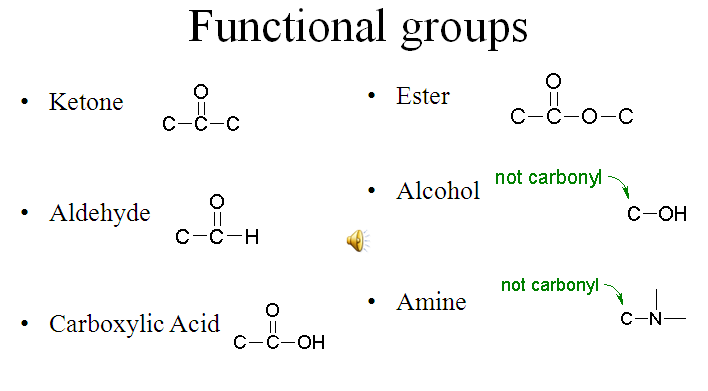 Functional groups
• Ketone
O
C-C-C
• Aldehyde
O
C-C-H
• Carboxylic Acid
O
C-C-OH
• Ester
O
C-C-O-C
• Alcohol
not carbonyl
C-OH
• Amine
not carbonyl
C-N